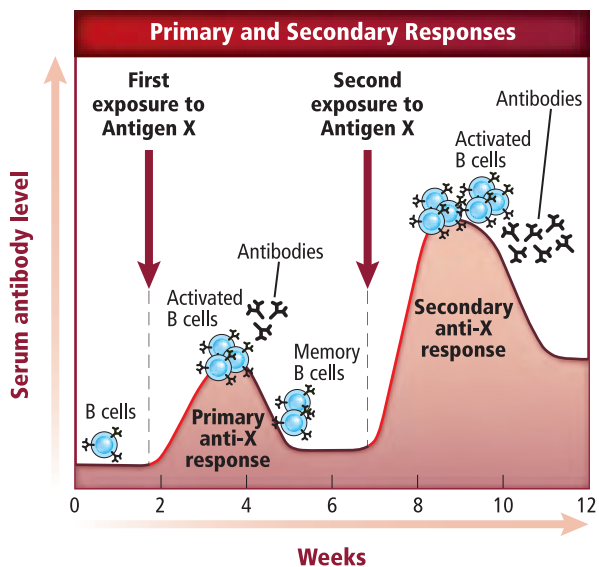 Primary and Secondary Responses
First
exposure to
Antigen X
Second
exposure to
Antigen X
Antibodies
Activated
B cells
Antibodies
Activated
B cells
Secondary
anti-X
response
Memory
B cells
B cells
Primary
anti-X
response
Serum antibody level
0 2 4 6 8 10 12
Weeks